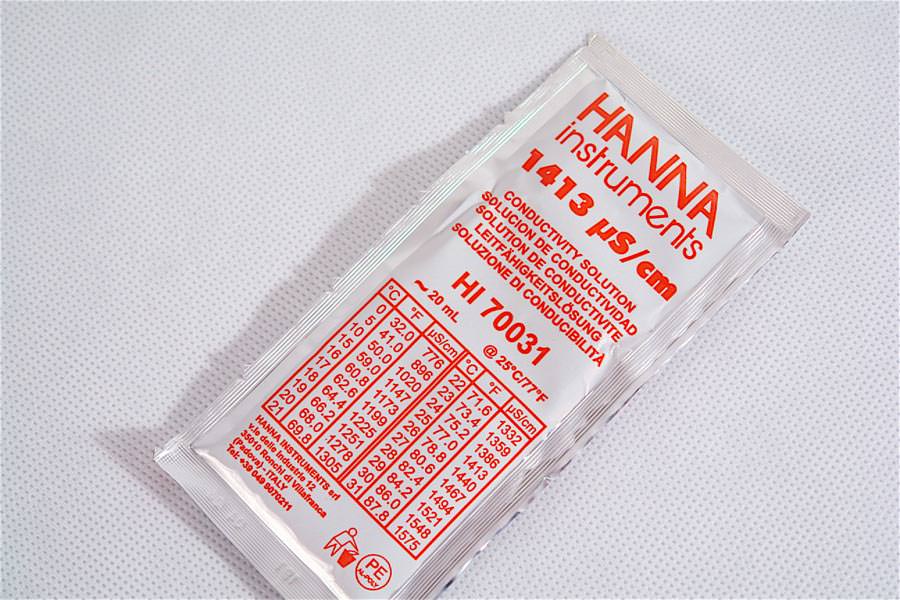 HANNA
instruments
1413 µS/cm
CONDUCTIVITY SOLUTION
SOLUCION DE CONDUCTIVIDAD
SOLUTION DE CONDUCTIVITE
LEITFÄHIGKEITSLÖSUNG
SOLUZIONE DI CONDUCIBILITÀ
HI 70031
~ 20 mL @ 25°C/77°F
°C °F µS/cm °C °F µS/cm
0 32.0 776 22 71.6 1332
5 41.0 896 23 73.4 1359
10 50.0 1020 24 75.2 1386
15 59.0 1147 25 77.0 1413
16 60.8 1173 26 78.8 1440
17 62.6 1199 27 80.6 1467
18 64.4 1225 28 82.4 1494
19 66.2 1251 29 84.2 1521
20 68.0 1278 30 86.0 1548
21 69.8 1305 31 87.8 1575
HANNA INSTRUMENTS srl
V.le delle industrie 12
35010 Ronchi di Villafranca
(Padova) - ITALY
Tel. +39 049 9070211
PE
AL-POLY